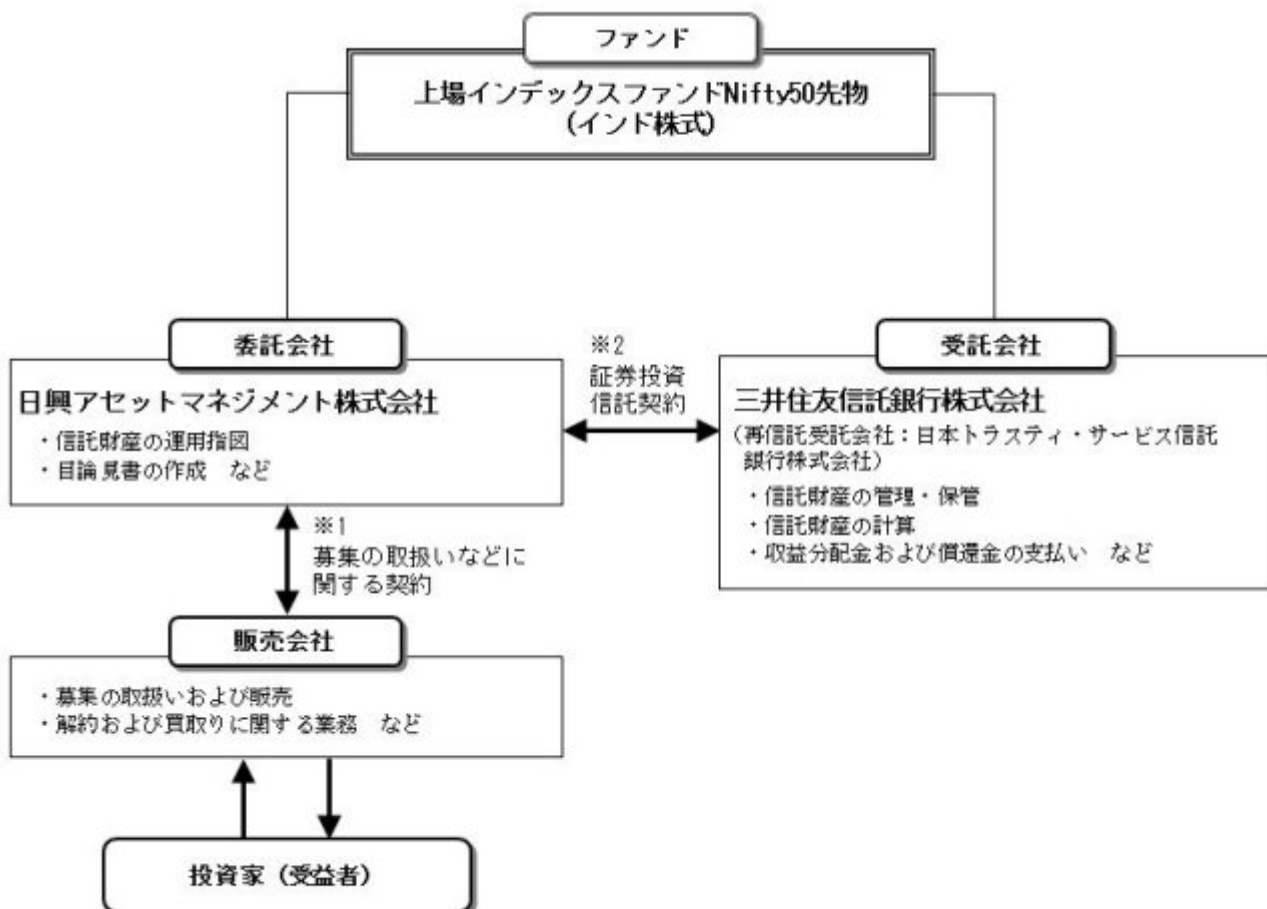 ファンド
上場インデックスファンドNifty50先物
（インド株式）
委託会社
日興アセットマネジメント株式会社
・信託財産の運用指図
・目論見書の作成　など
※2
証券投資
信託契約
受託会社
三井住友信託銀行株式会社
（再信託受託会社：日本トラスティ・サービス信託
銀行株式会社）
・信託財産の管理・保管
・信託財産の計算
・収益分配金および償還金の支払い　など
※1
募集の取扱いなどに
関する契約
販売会社
・募集の取扱いおよび販売
・解約および買取りに関する業務　など
投資家（受益者）